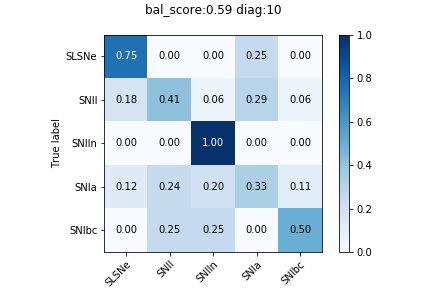 bal_score:0.59 diag:10
True label
SLSNe 0.75 0.00 0.00 0.25 0.00
SNII 0.18 0.41 0.06 0.29 0.06
SNIIn 0.00 0.00 1.00 0.00 0.00
SNIa 0.12 0.24 0.20 0.33 0.11
SNIbc 0.00 0.25 0.25 0.00 0.50
SLSNe SNII SNIIn SNIa SNIbc
1.0
0.8
0.6
0.4
0.2
0.0